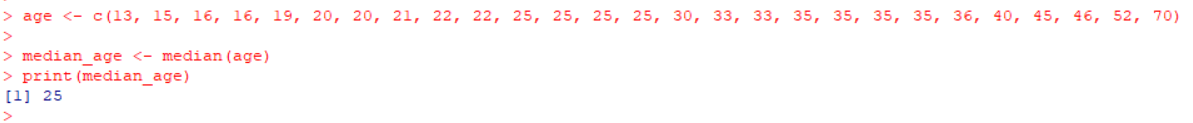 > age <- c(13, 15, 16, 16, 19, 20, 20, 21, 22, 22, 25, 25, 25, 25, 30, 33, 33, 35, 35, 35, 35, 36, 40, 45, 46, 52, 70)
>
> median_age <- median(age)
> print(median_age)
[1] 25
>